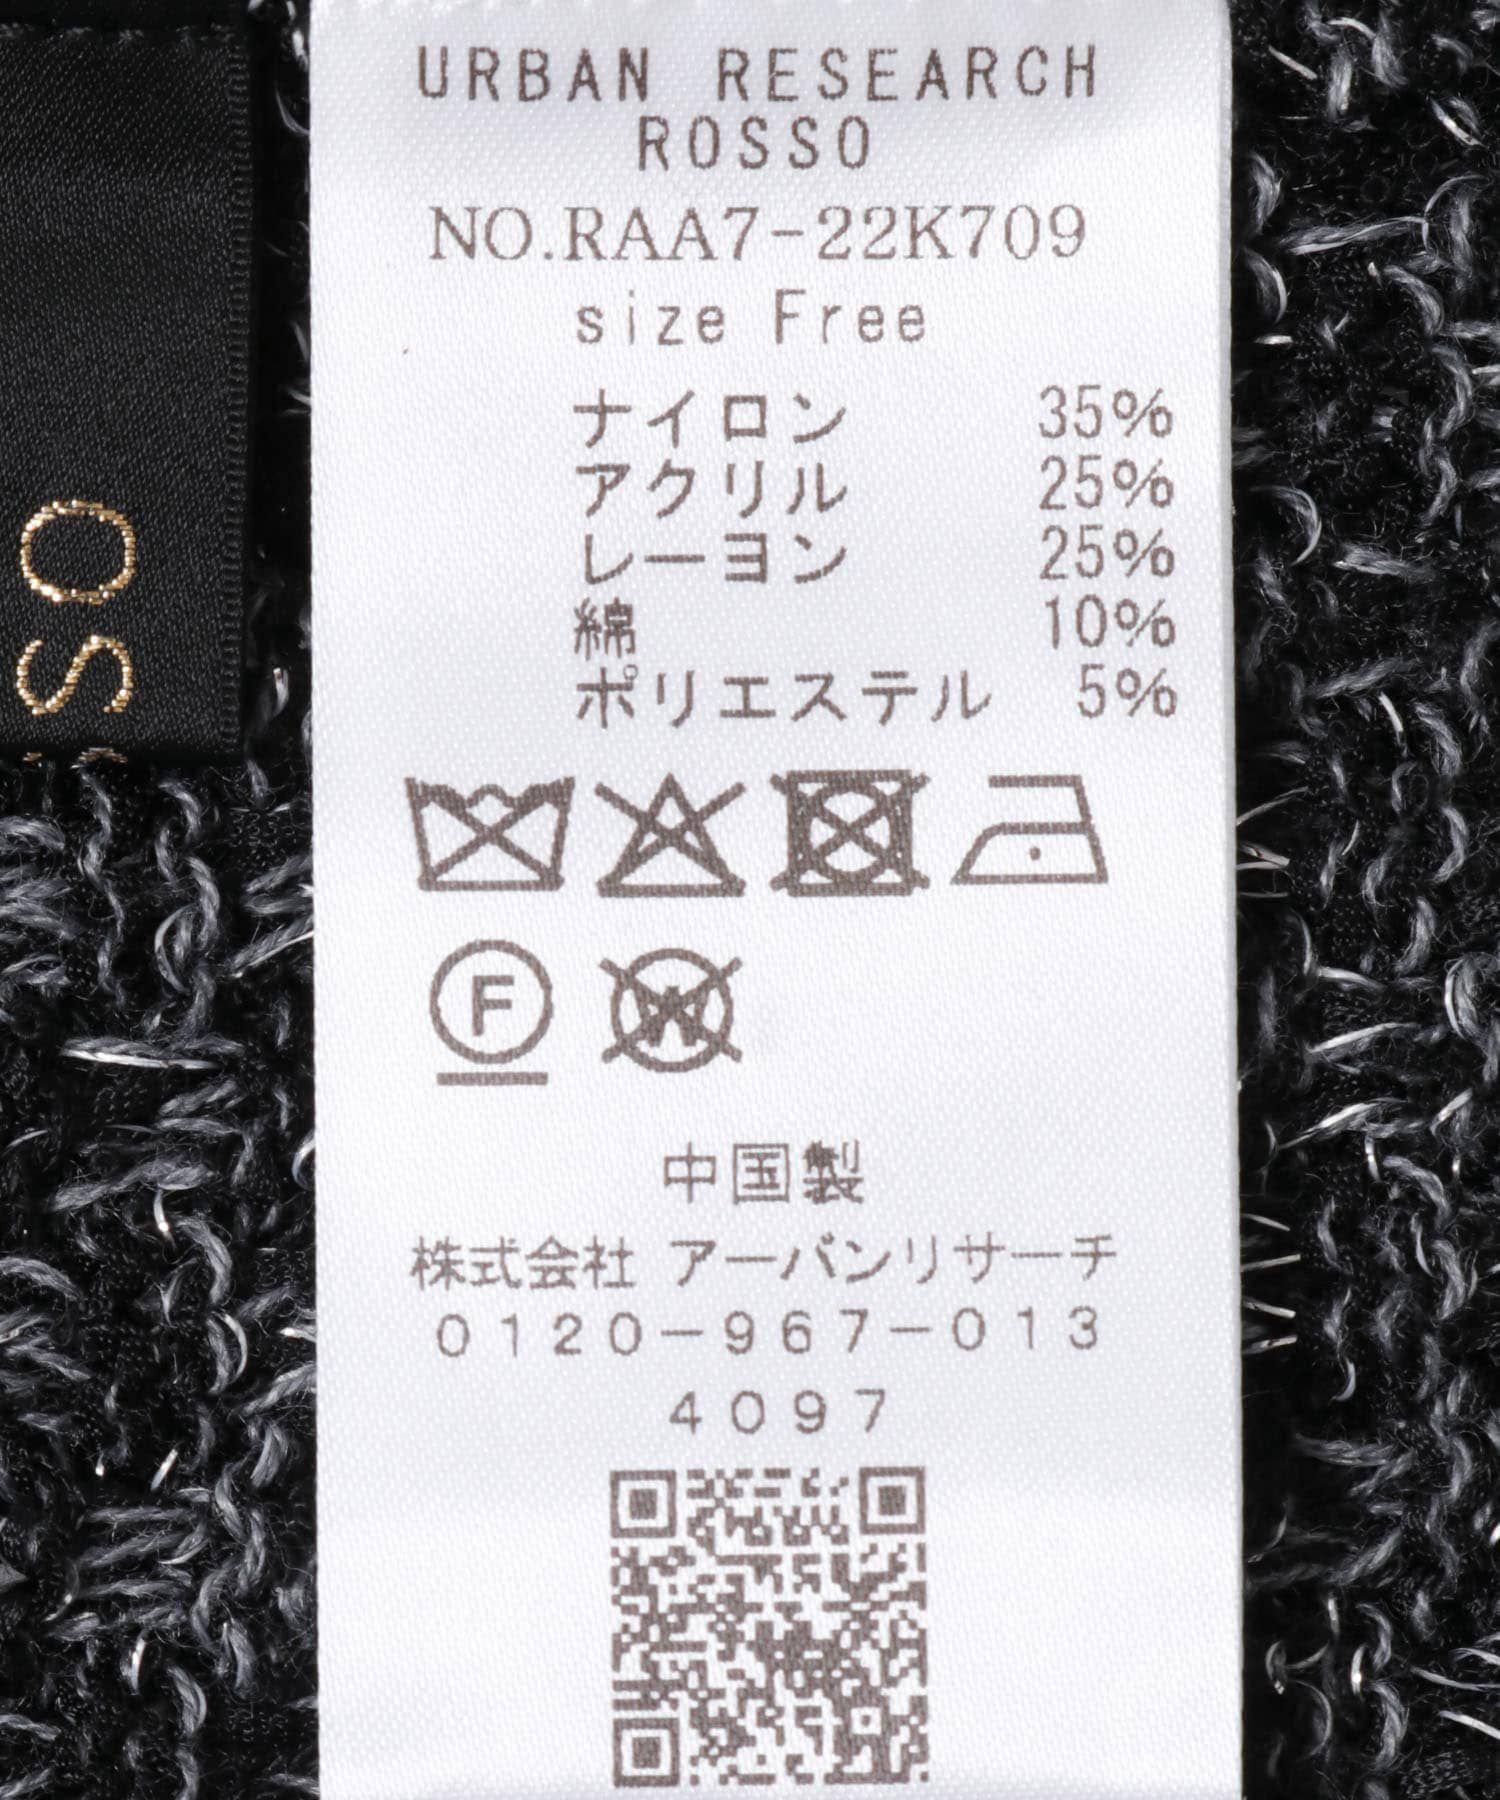 URBAN RESEARCH
ROSSO
NO.RAA7-22K709
size Free
ナイロン 35%
アクリル 25%
レーヨン 25%
綿 10%
ポリエステル 5%
F
W
中国製
株式会社 アーバンリサーチ
0120-967-013
4097
SO